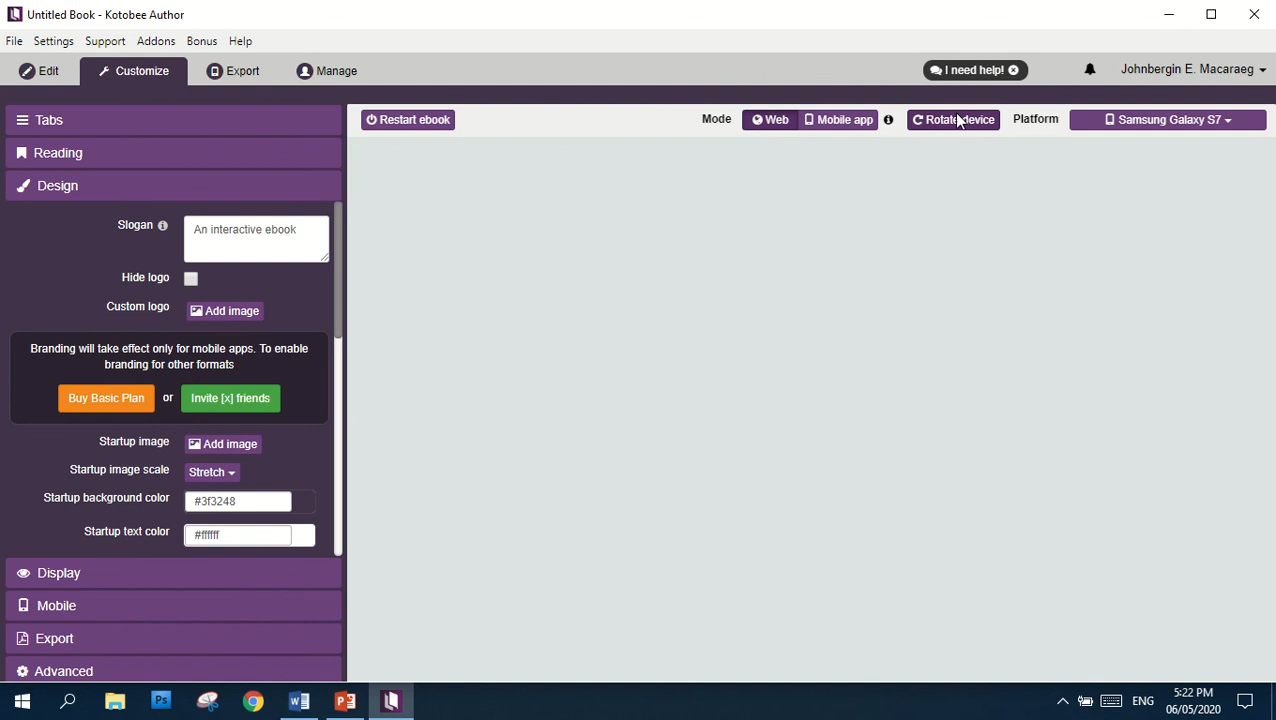 Untitled Book - Kotobee Author
File Settings Support Addons Bonus Help
Edit Customize Export Manage I need help! Johnbergin E. Macaraeg
Tabs Restart ebook Mode Web Mobile app Rotate device Platform Samsung Galaxy S7
Reading
Design
Slogan An interactive ebook
Hide logo
Custom logo Add image
Branding will take effect only for mobile apps. To enable
branding for other formats
Buy Basic Plan or Invite [x] friends
Startup image Add image
Startup image scale Stretch
Startup background color #3f3248
Startup text color #ffffff
Display
Mobile
Export
Advanced
Ps W P ENG 5:22 PM
06/05/2020